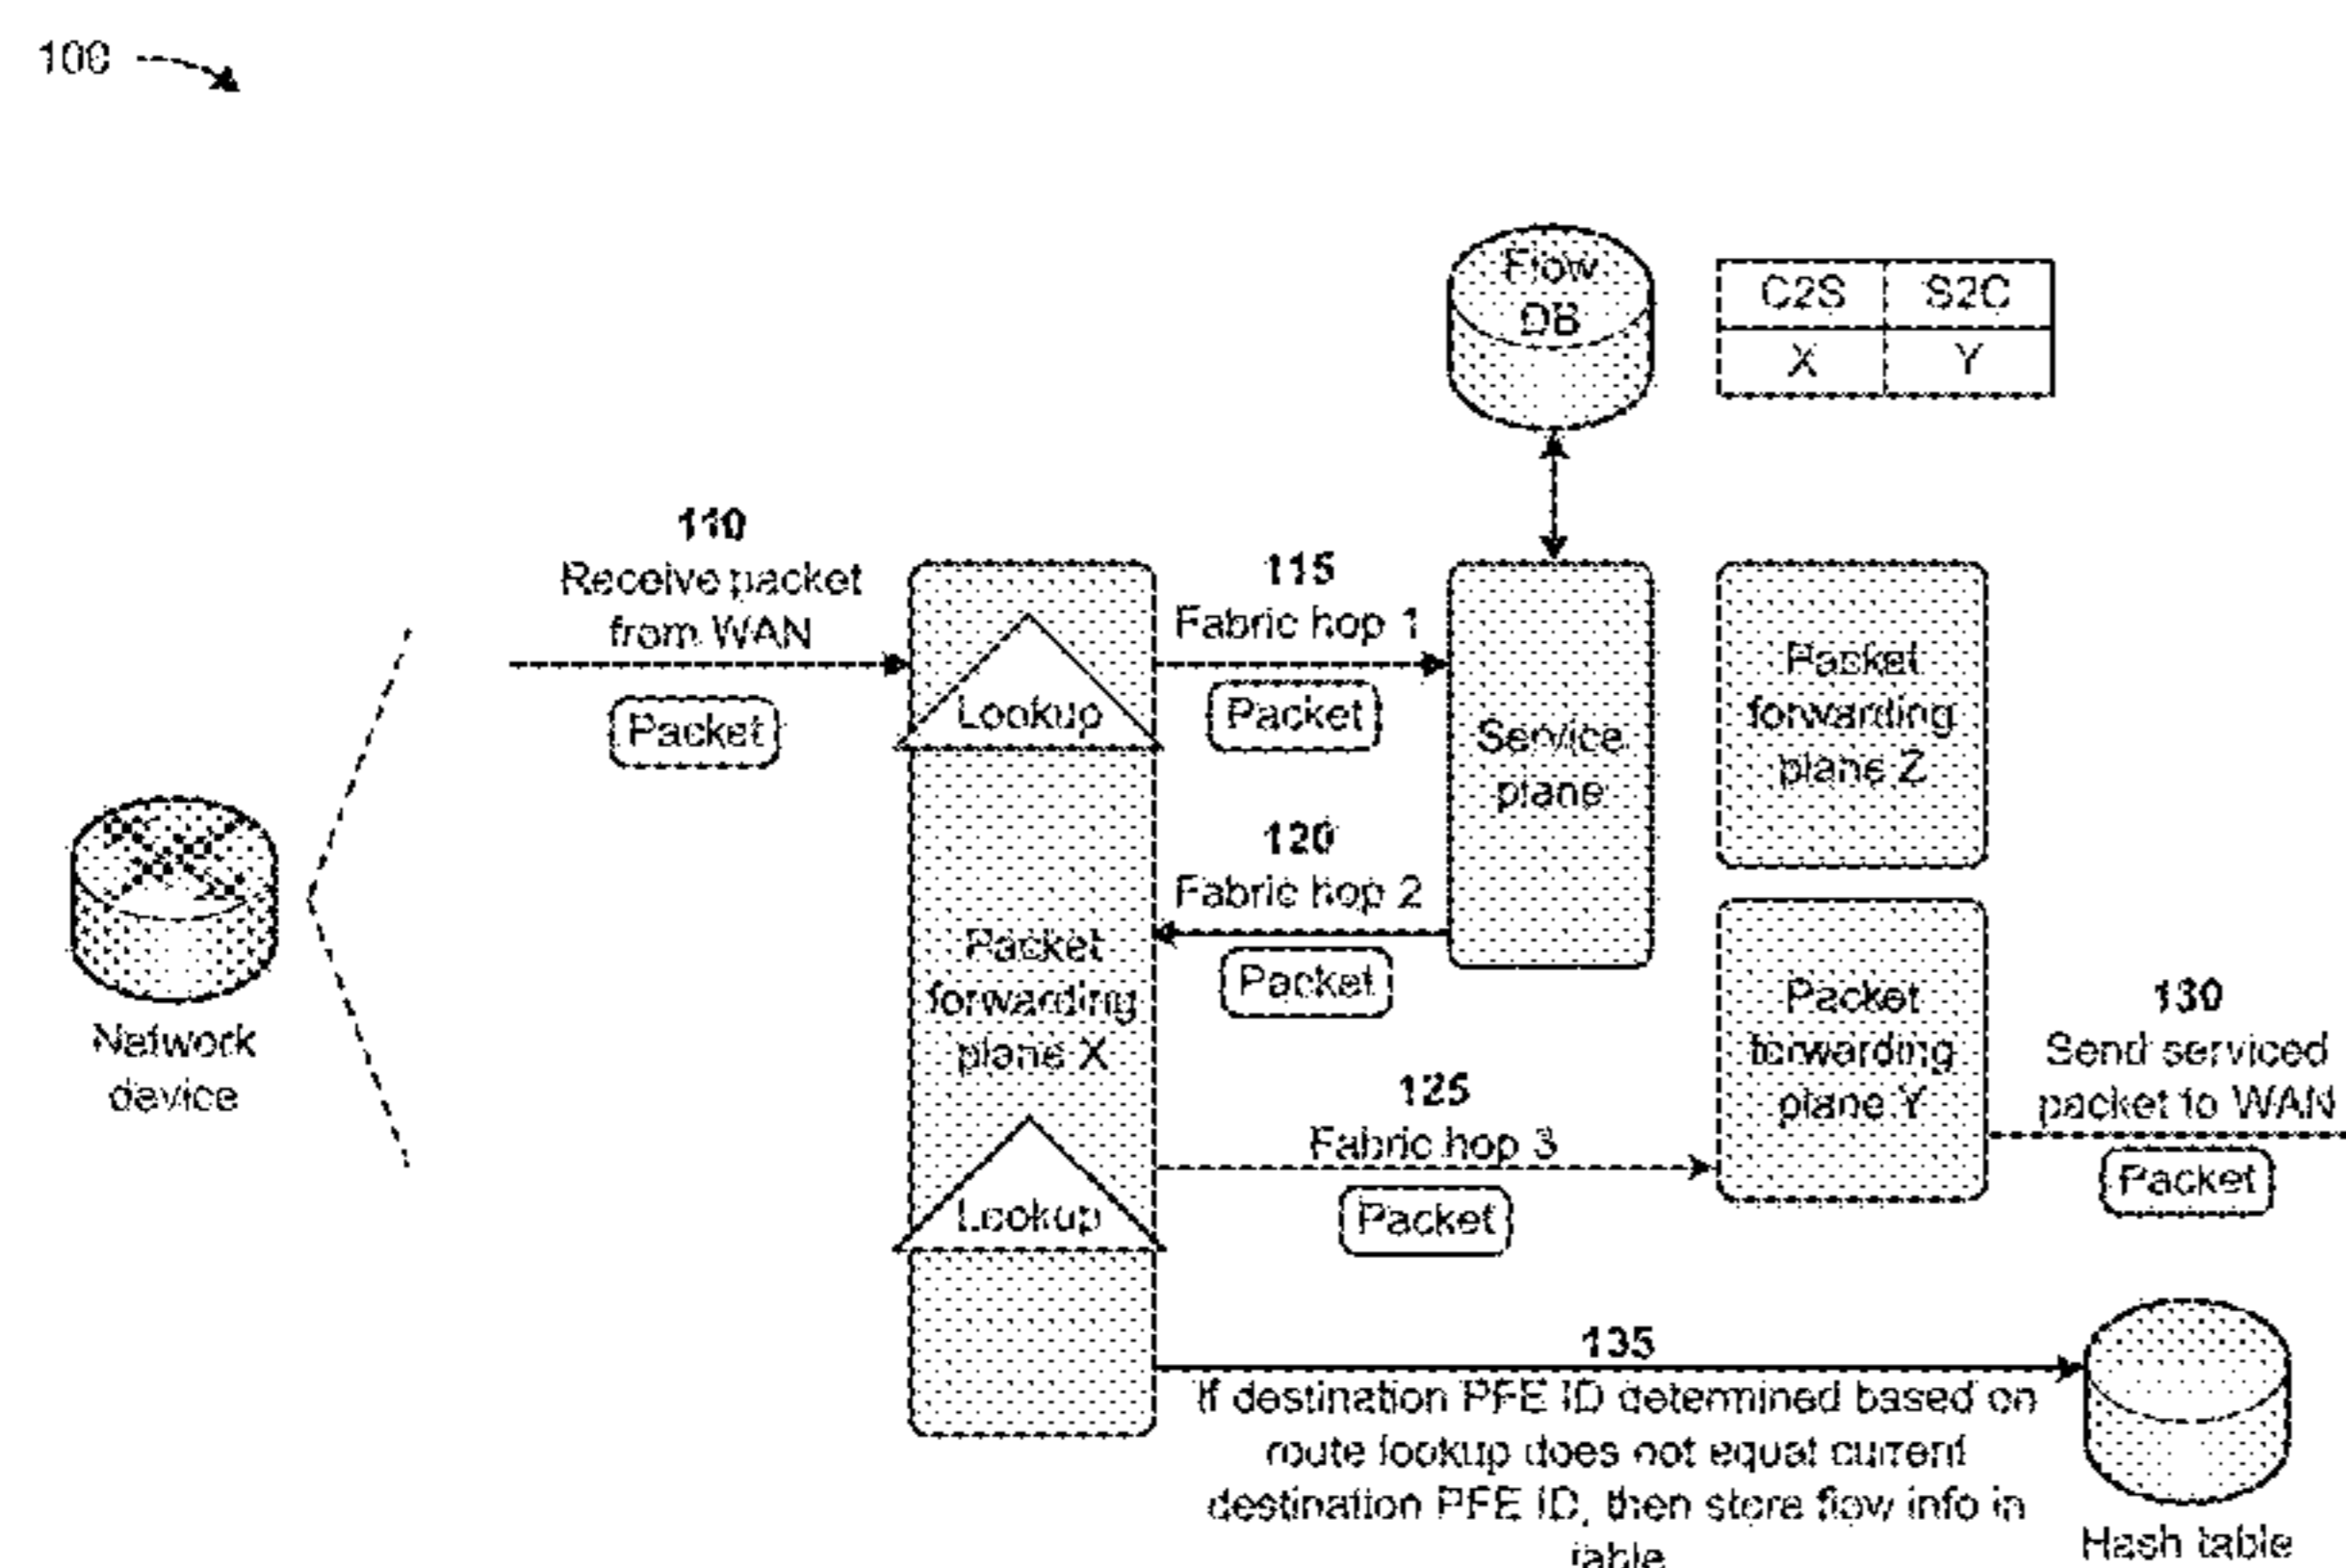 100
Flow
DB
C2S
S2C
X
Y
110
Receive packet
from WAN
Packet
Lookup
115
Fabric hop 1
Packet
Service
plane
Packet
forwarding
plane Z
120
Fabric hop 2
Packet
Packet
forwarding
plane X
Network
device
Packet
forwarding
plane Y
130
Send serviced
packet to WAN
Packet
125
Fabric hop 3
Packet
Lookup
135
If destination PFE ID determined based on
route lookup does not equal current
destination PFE ID, then store flow info in
table
Hash table